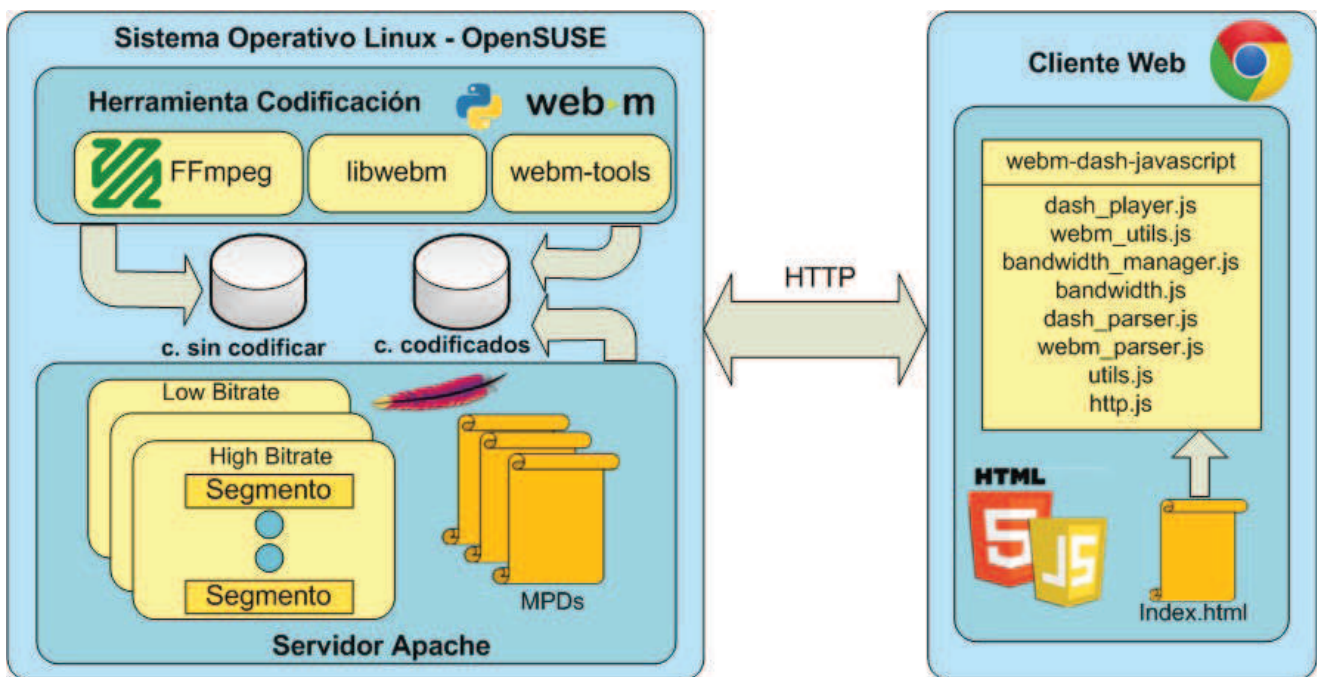 Sistema Operativo Linux - OpenSUSE
Herramienta Codificación
web m
FFmpeg
libwebm
webm-tools
c. sin codificar
c. codificados
Low Bitrate
High Bitrate
Segmento
Segmento
MPDs
Servidor Apache
HTTP
Cliente Web
webm-dash-javascript
dash_player.js
webm_utils.js
bandwidth_manager.js
bandwidth.js
dash_parser.js
webm_parser.js
utils.js
http.js
HTML
5
JS
Index.html